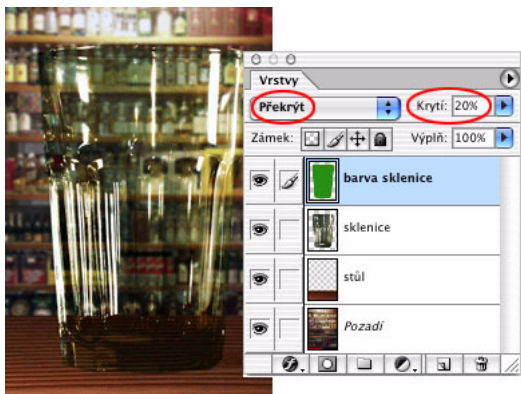 Vrstvy
Překrýt Krytí: 20%
Zámek: Výplň: 100%
barva sklenice
sklenice
stůl
Pozadí